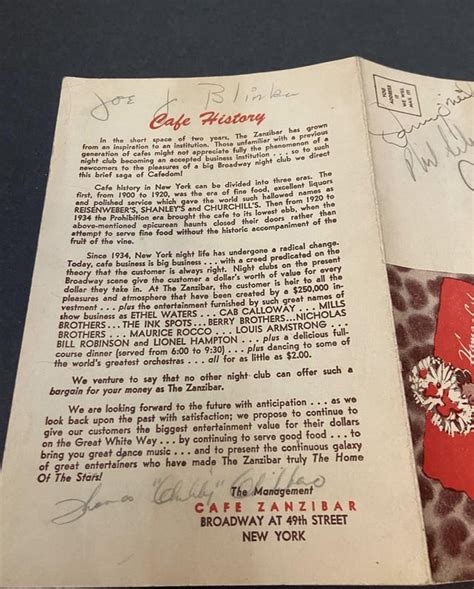 Joe J Blinka
Cafe History
In the short space of two years, The Zanzibar has grown
from an inspiration to an institution. Those unfamiliar with a previous
generation of cafes might not appreciate fully the phenomenon of a
night club becoming an accepted business institution . . . so to such
newcomers to the pleasures of a big Broadway night club we direct
this brief saga of Cafedom!
Cafe history in New York can be divided into three eras. The
first, from 1900 to 1920, was the era of fine food, excellent liquors
and polished service which gave the world such hallowed names as
REISENWEBER'S, SHANLEY'S and CHURCHILL'S. Then from 1920 to
1934 the Prohibition era brought the cafe to its lowest ebb, when the
above-mentioned epicurean haunts closed their doors rather than
attempt to serve fine food without the historic accompaniment of the
fruit of the vine.
Since 1934, New York night life has undergone a radical change.
Today, cafe business is big business . . . with a creed predicated on the
theory that the customer is always right. Night clubs on the present
Broadway scene give the customer a dollar's worth of value for every
dollar they take in. At The Zanzibar, the customer is heir to all the
pleasures and atmosphere that have been created by a $250,000 in-
vestment . . . plus the entertainment furnished by such great names of
show business as ETHEL WATERS . . . CAB CALLOWAY . . . MILLS
BROTHERS . . . THE INK SPOTS . . . BERRY BROTHERS . . . NICHOLAS
BROTHERS . . . MAURICE ROCCO . . . LOUIS ARMSTRONG . . .
BILL ROBINSON and LIONEL HAMPTON . . . plus a delicious full-
course dinner (served from 6:00 to 9:30) . . . plus dancing to some of
the world's greatest orchestras . . . all for as little as $2.00.
We venture to say that no other night club can offer such a
bargain for your money as The Zanzibar.
We are looking forward to the future with anticipation . . . as we
look back upon the past with satisfaction; we propose to continue to
give our customers the biggest entertainment value for their dollars
on the Great White Way . . . by continuing to serve good food . . . to
bring you great dance music . . . and to present the continuous galaxy
of great entertainers who have made The Zanzibar truly The Home
Of The Stars!
"Chubby"
The Management
CAFE ZANZIBAR
BROADWAY AT 49th STREET
NEW YORK
YOU
ADDRESS
IT
WE WILL
MAIL IT!